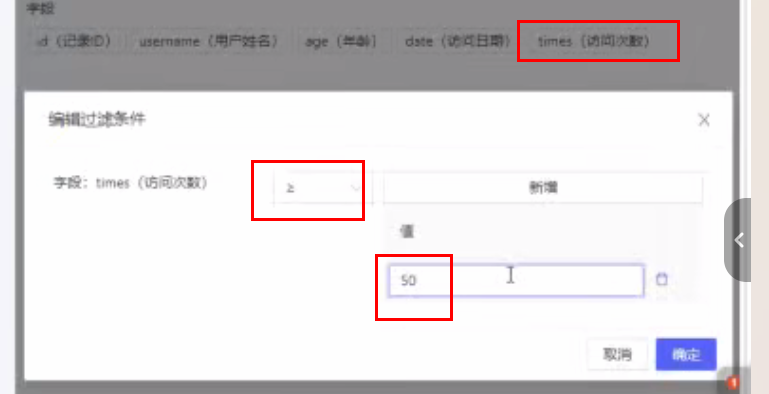 字段
id（记录ID） username（用户姓名） age（年龄） date（访问日期） times（访问次数）
编辑过滤条件
字段：times（访问次数） ≥ 新增
值
50
取消 确定
1